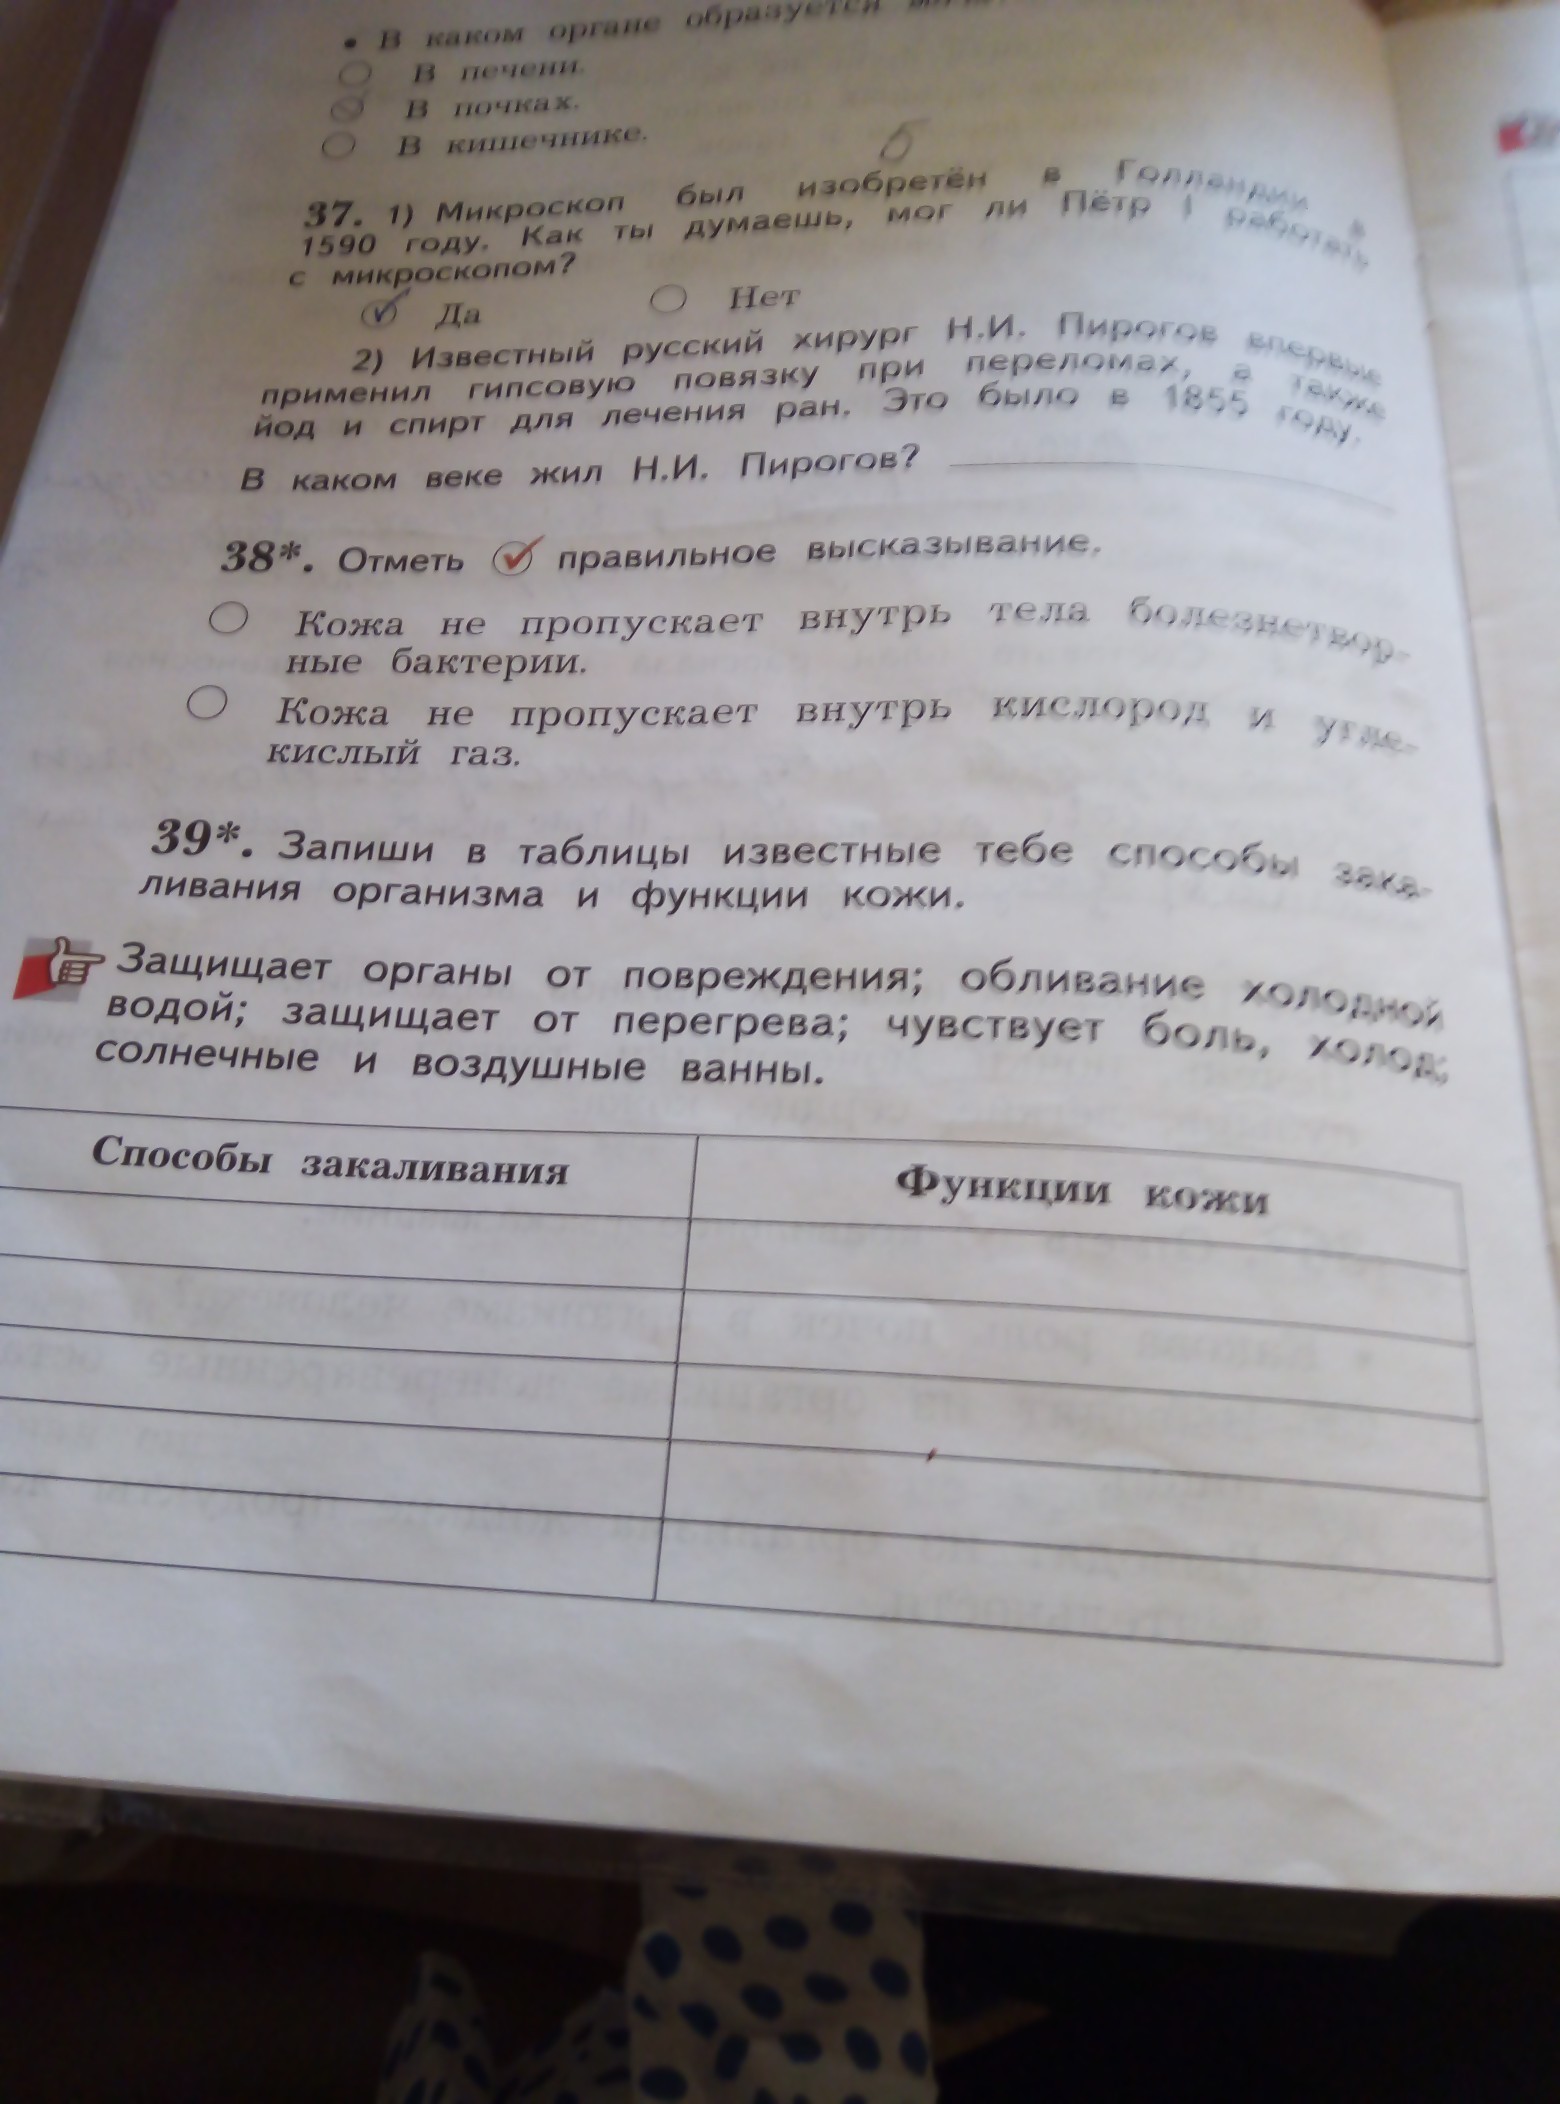 • В каком органе образуется
В печени.
В почках.
В кишечнике.
Б
37. 1) Микроскоп был изобретён в Голландии в
1590 году. Как ты думаешь, мог ли Пётр I работать
с микроскопом?
Да Нет
2) Известный русский хирург Н.И. Пирогов впервые
применил гипсовую повязку при переломах, а также
йод и спирт для лечения ран. Это было в 1855 году.
В каком веке жил Н.И. Пирогов?
38*. Отметь правильное высказывание.
Кожа не пропускает внутрь тела болезнетвор-
ные бактерии.
Кожа не пропускает внутрь кислород и угле-
кислый газ.
39*. Запиши в таблицы известные тебе способы зака-
ливания организма и функции кожи.
Защищает органы от повреждения; обливание холодной
водой; защищает от перегрева; чувствует боль, холод;
солнечные и воздушные ванны.
Способы закаливания Функции кожи